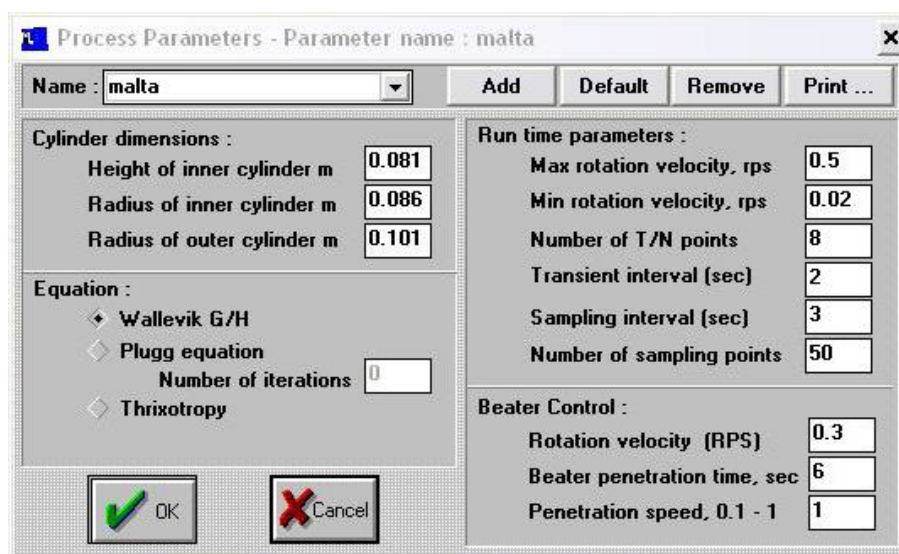 Process Parameters - Parameter name : malta
Name : malta
Add
Default
Remove
Print ...
Cylinder dimensions :
Height of inner cylinder m 0.081
Radius of inner cylinder m 0.086
Radius of outer cylinder m 0.101
Equation :
Wallevik G/H
Plugg equation
Number of iterations 0
Thrixotropy
OK
Cancel
Run time parameters :
Max rotation velocity, rps 0.5
Min rotation velocity, rps 0.02
Number of T/N points 8
Transient interval (sec) 2
Sampling interval (sec) 3
Number of sampling points 50
Beater Control :
Rotation velocity (RPS) 0.3
Beater penetration time, sec 6
Penetration speed, 0.1 - 1 1